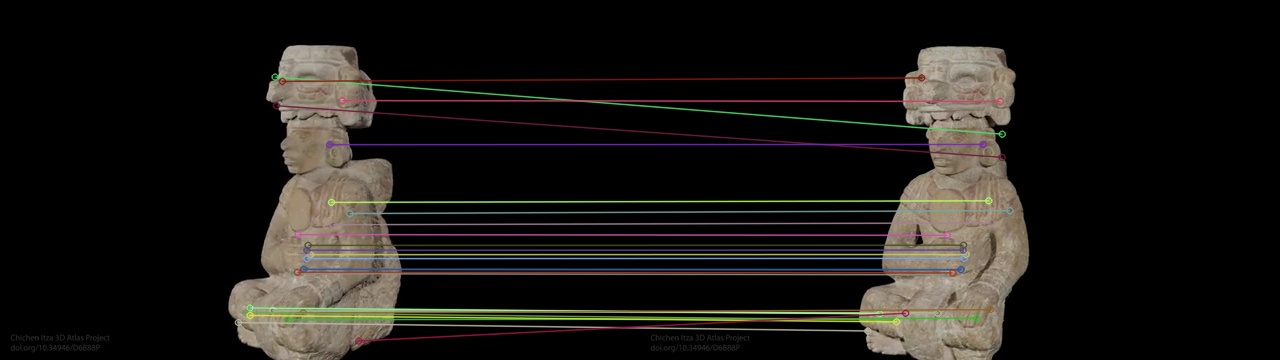 Chichen Itza 3D Atlas Project
doi.org/10.34946/D6B88P
Chichen Itza 3D Atlas Project
doi.org/10.34946/D6B88P